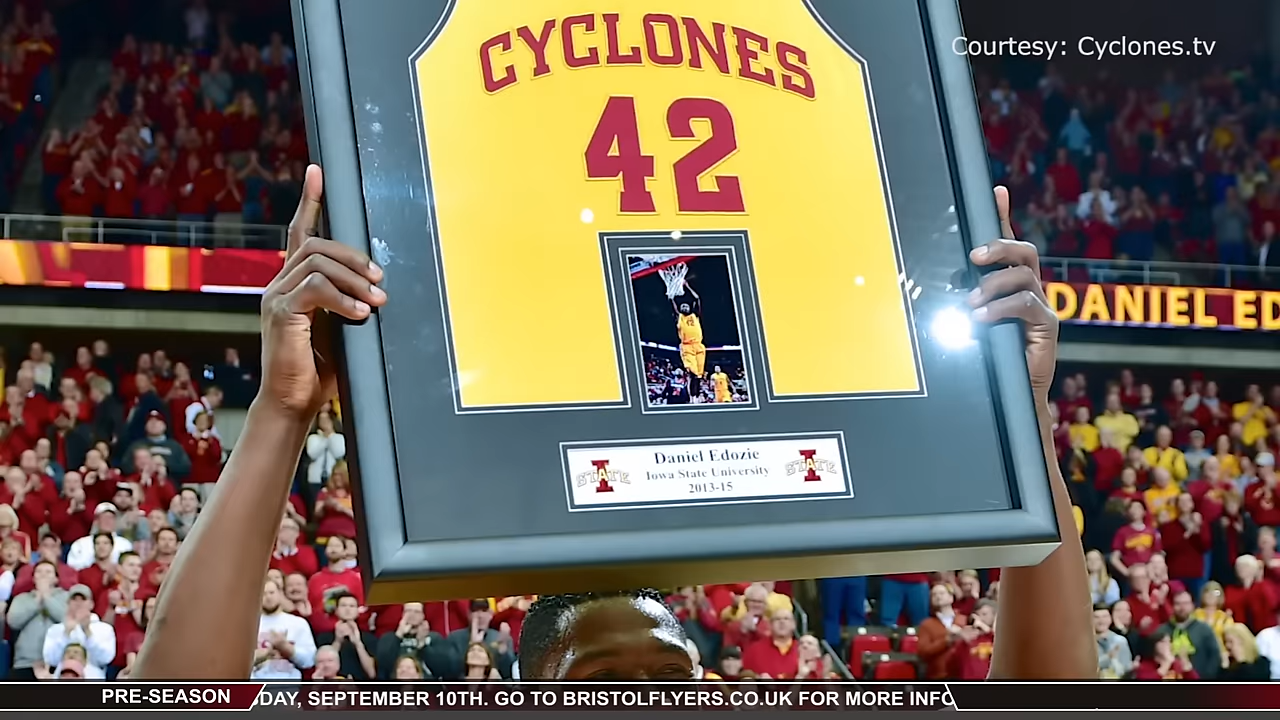 Courtesy: Cyclones.tv
CYCLONES
42
DANIEL ED
Daniel Edozie
Iowa State University
2013-15
I STATE
I STATE
PRE-SEASON
DAY, SEPTEMBER 10TH. GO TO BRISTOLFLYERS.CO.UK FOR MORE INFO